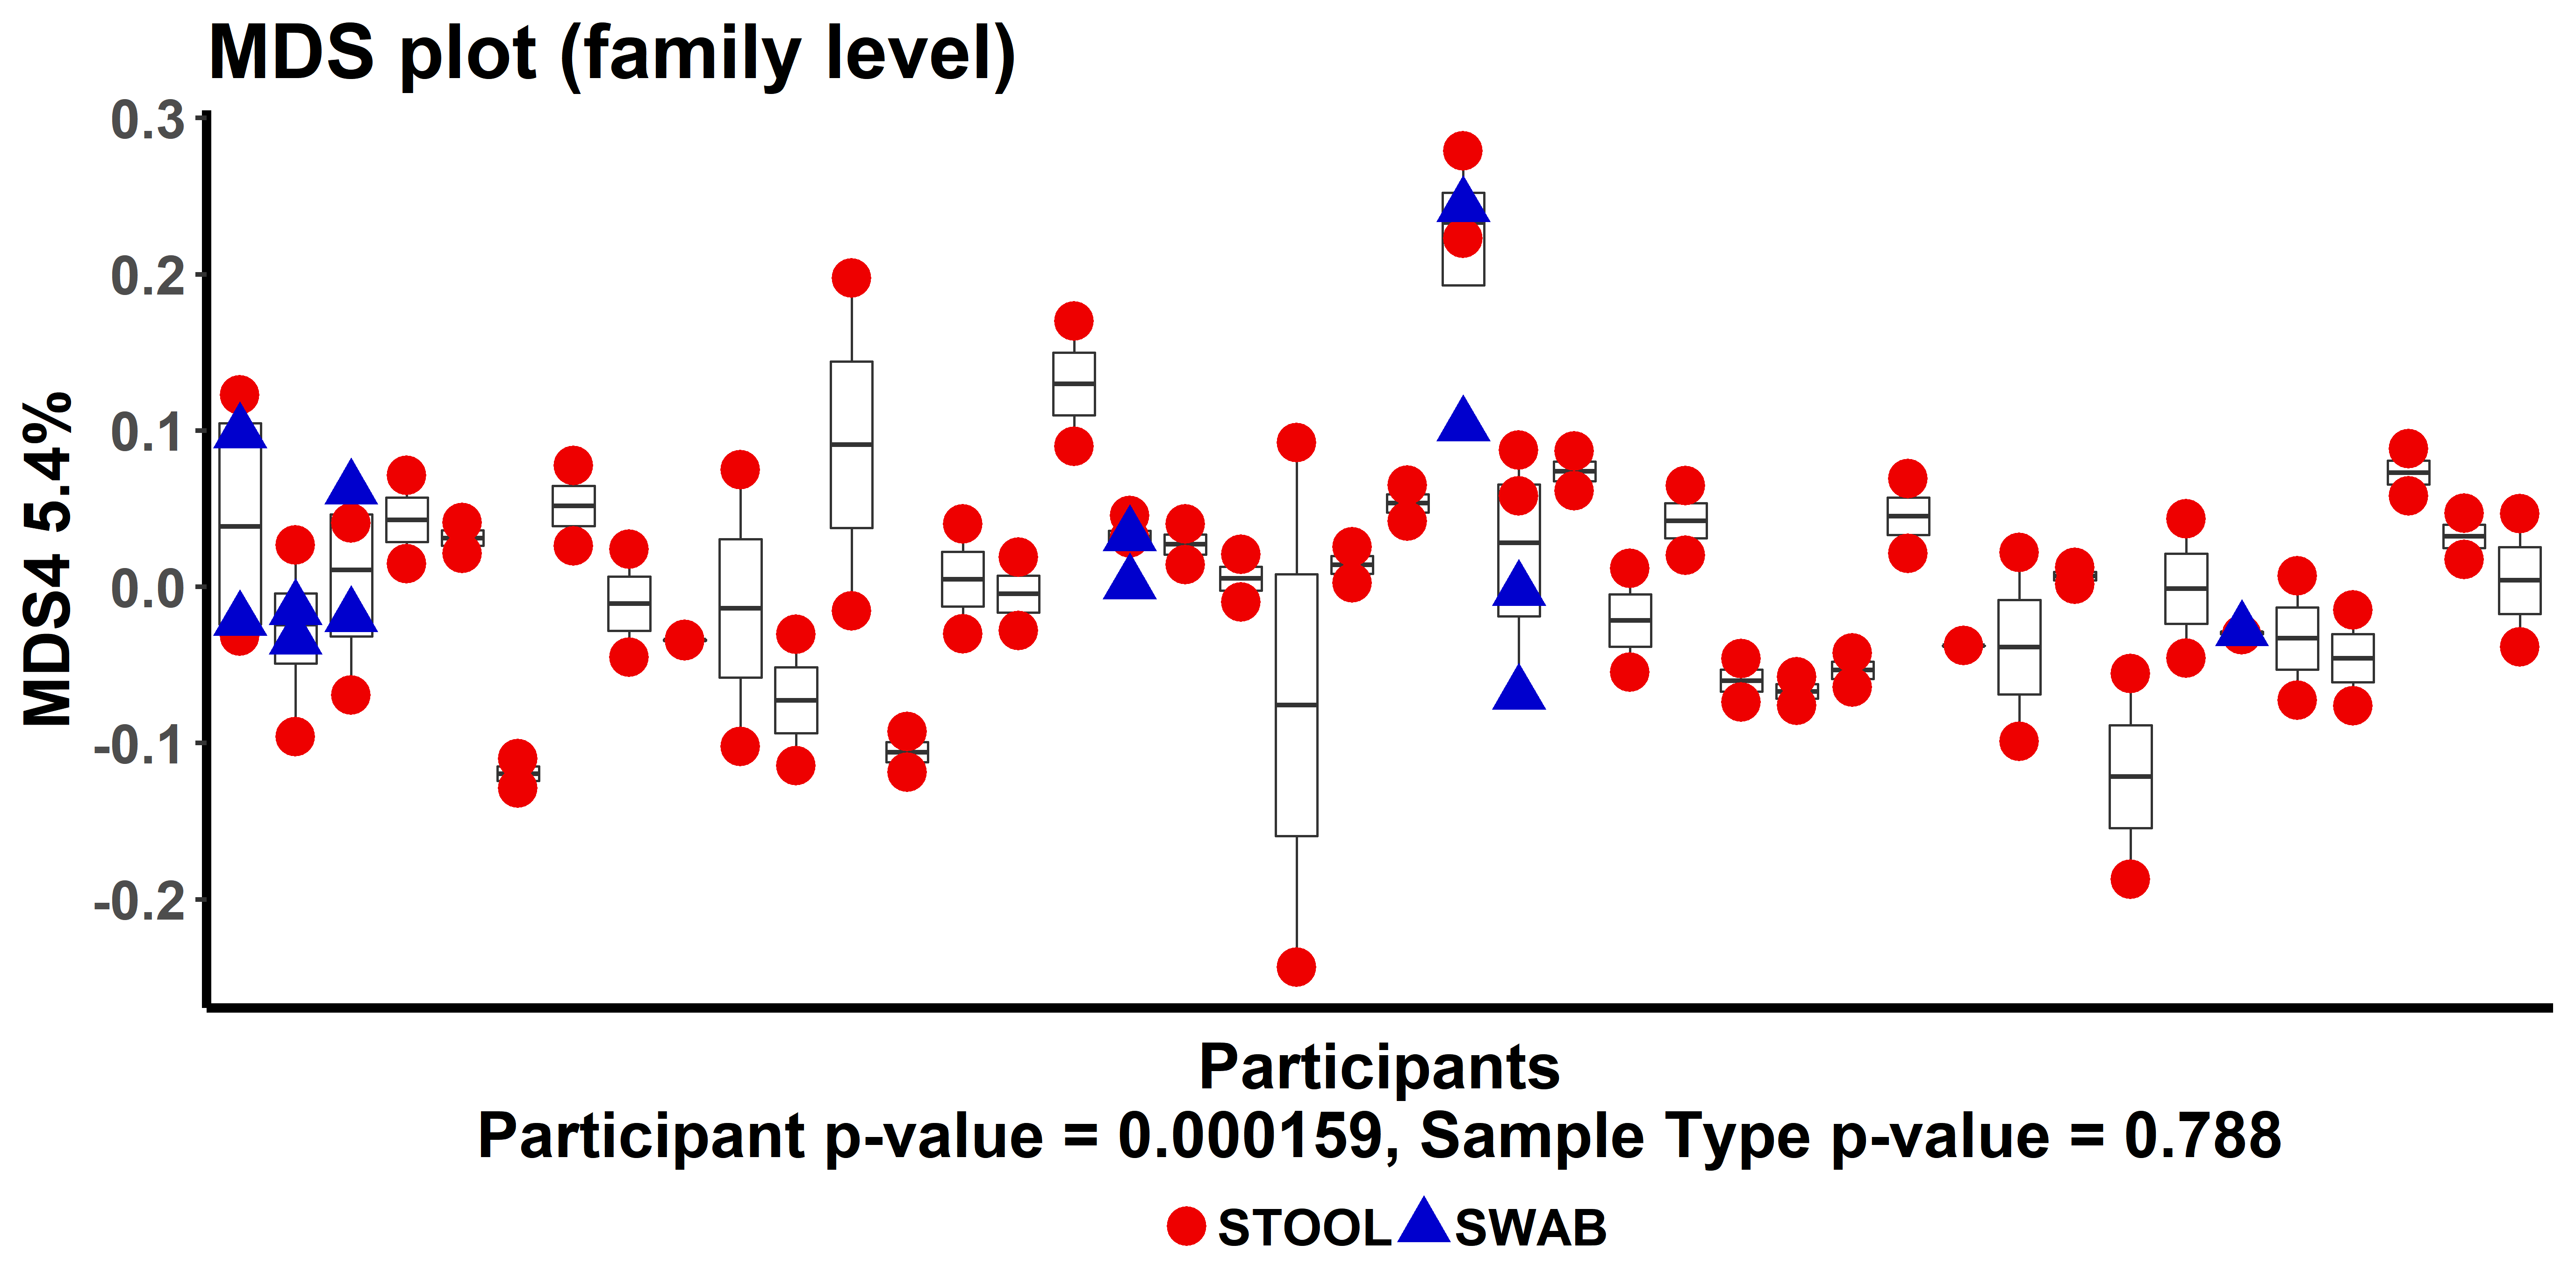 MDS plot (family level)
MDS4 5.4%
0.3
0.2
0.1
0.0
-0.1
-0.2
Participants
Participant p-value = 0.000159, Sample Type p-value = 0.788
STOOL SWAB